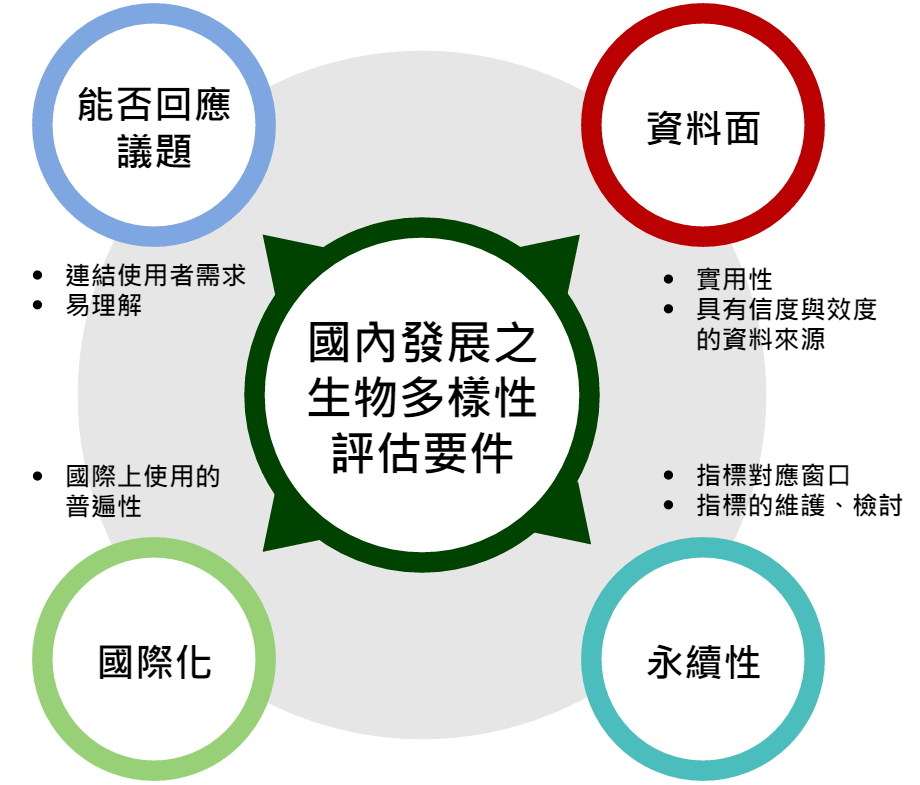 能否回應
議題
資料面
• 連結使用者需求
• 易理解
• 實用性
• 具有信度與效度
的資料來源
國內發展之
生物多樣性
評估要件
• 國際上使用的
普遍性
• 指標對應窗口
• 指標的維護、檢討
國際化
永續性